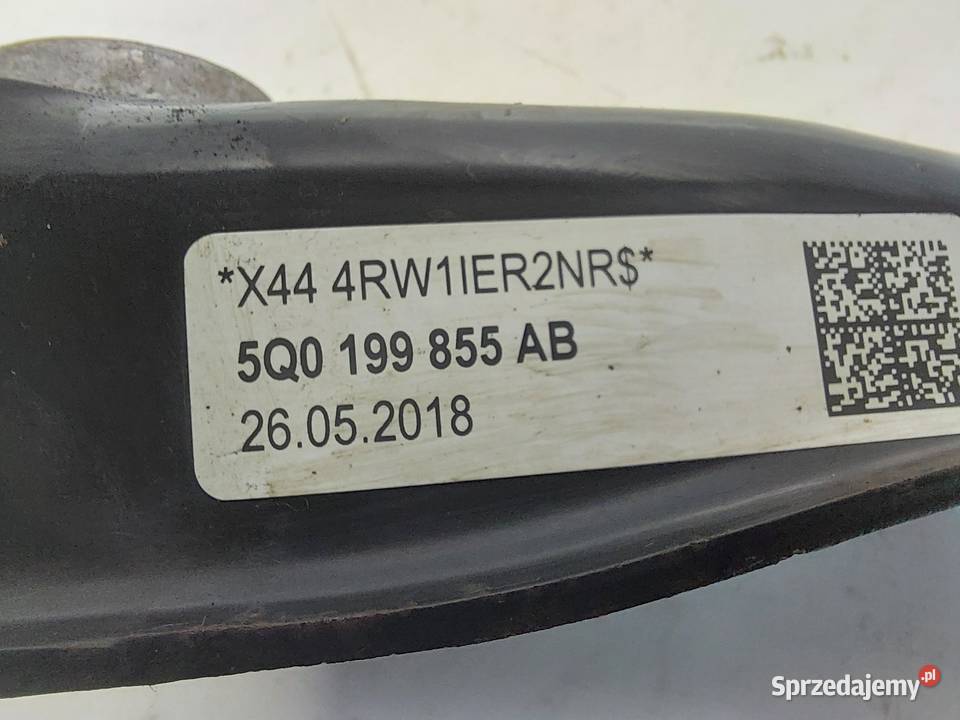 *X44 4RW1IER2NR$*
5Q0 199 855 AB
26.05.2018
Sprzedajemy.pl